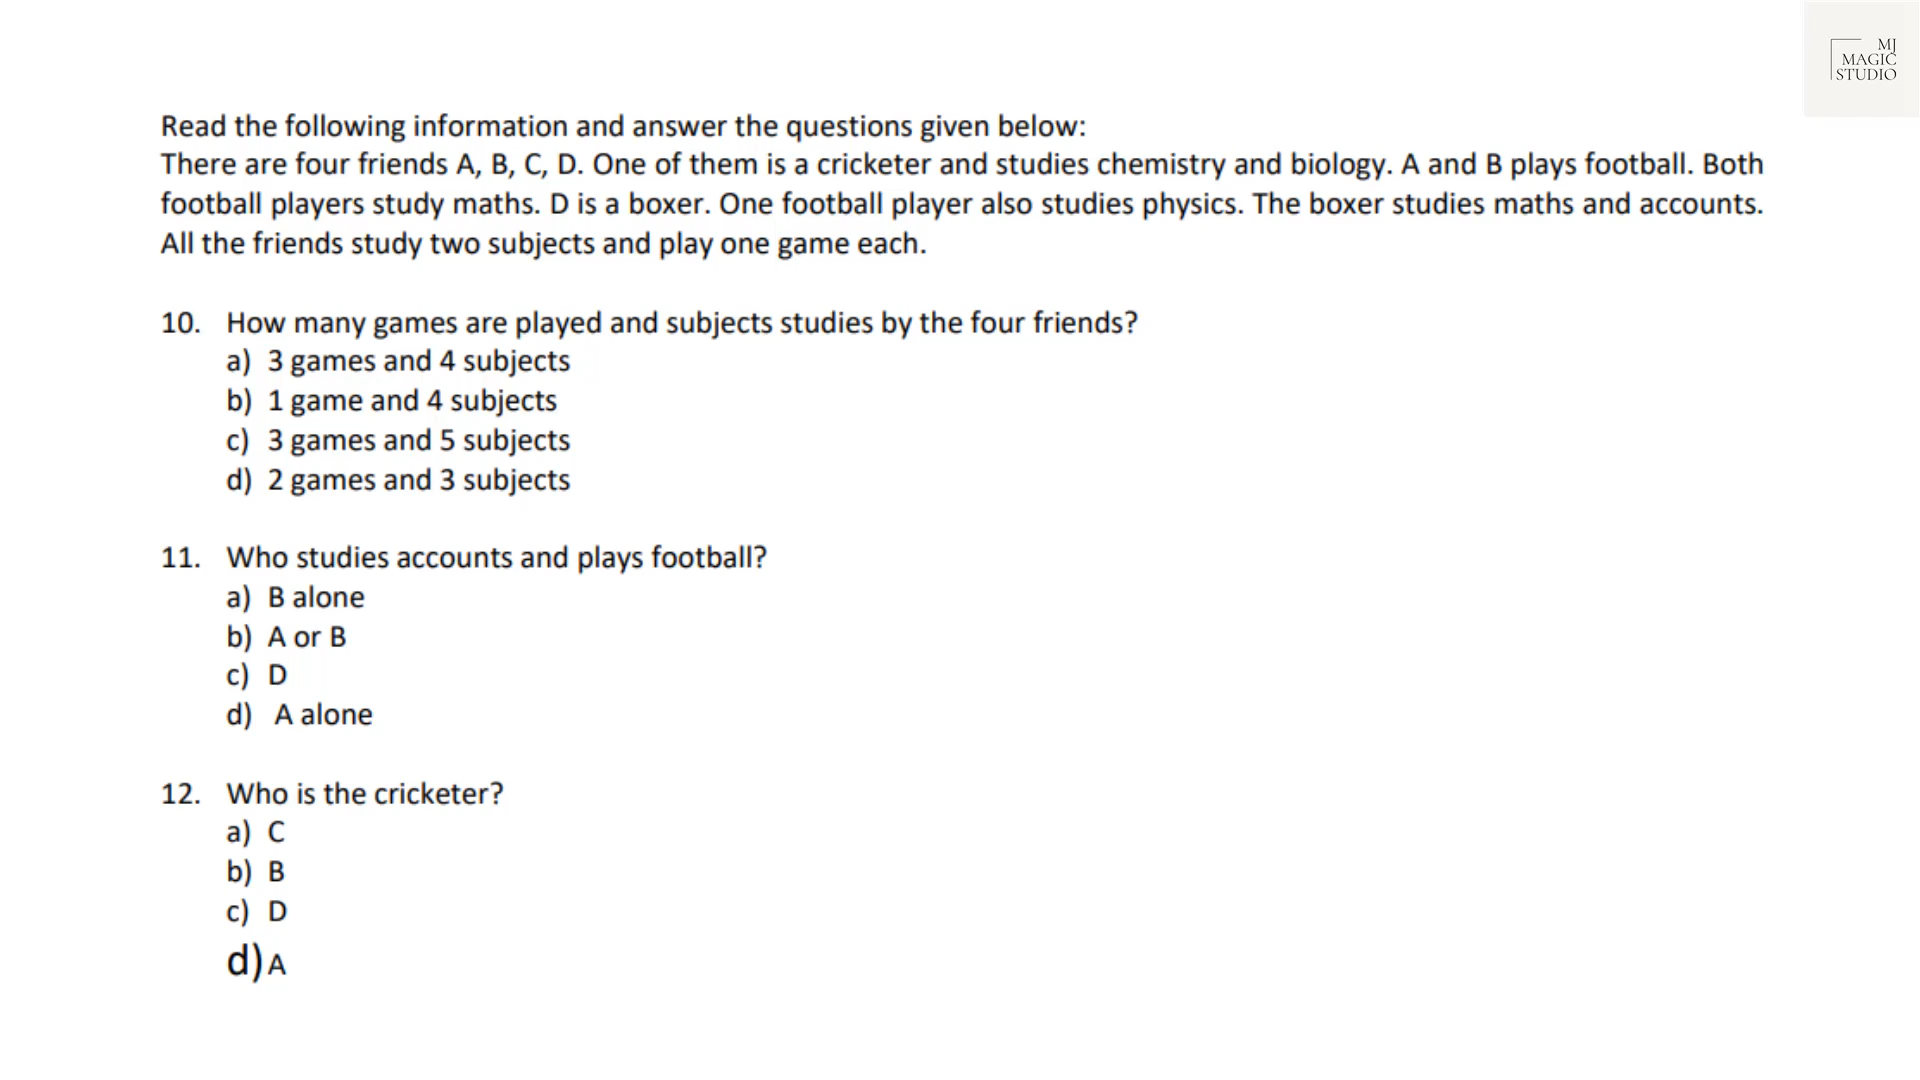 MJ
MAGIC
STUDIO
Read the following information and answer the questions given below:
There are four friends A, B, C, D. One of them is a cricketer and studies chemistry and biology. A and B plays football. Both
football players study maths. D is a boxer. One football player also studies physics. The boxer studies maths and accounts.
All the friends study two subjects and play one game each.
10. How many games are played and subjects studies by the four friends?
a) 3 games and 4 subjects
b) 1 game and 4 subjects
c) 3 games and 5 subjects
d) 2 games and 3 subjects
11. Who studies accounts and plays football?
a) B alone
b) A or B
c) D
d) A alone
12. Who is the cricketer?
a) C
b) B
c) D
d) A